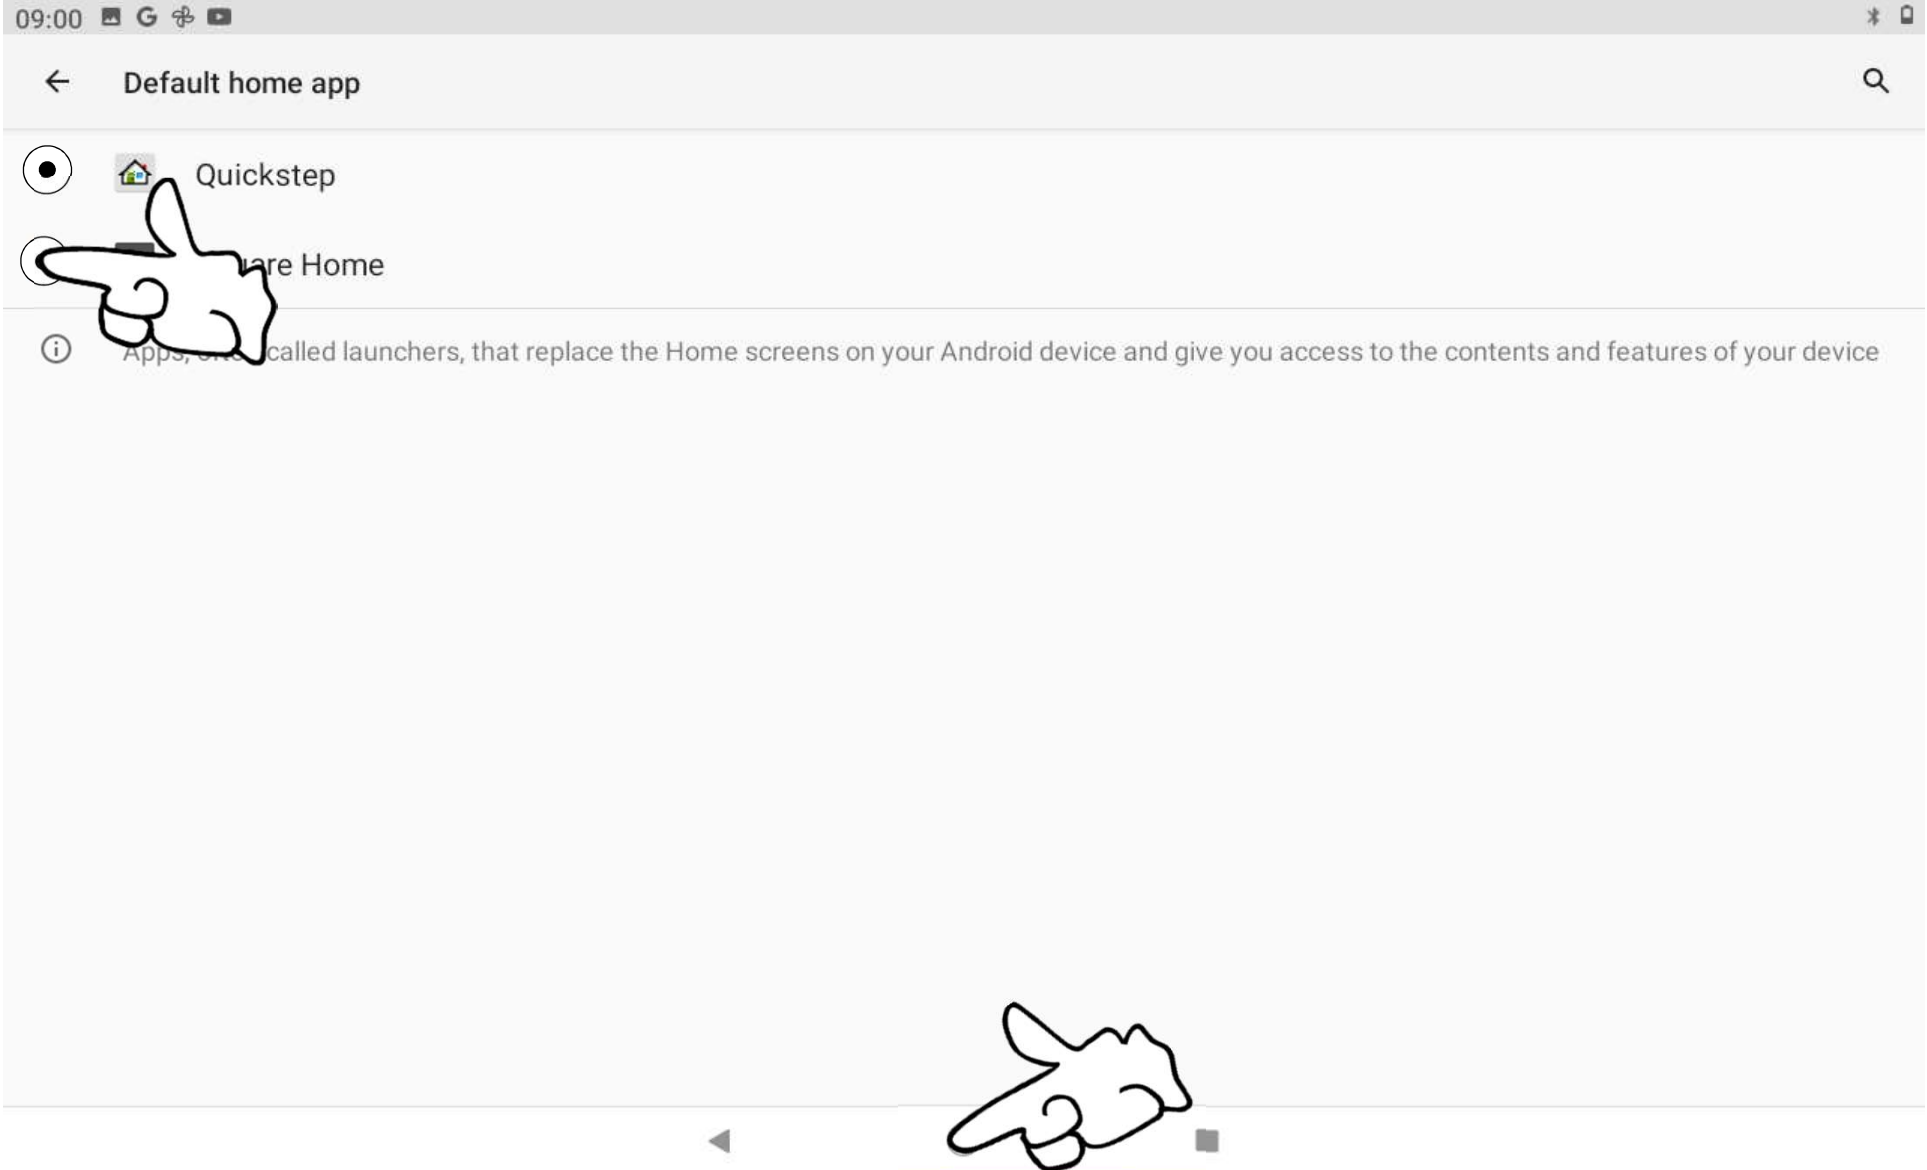 09:00 G
Default home app
Quickstep
Home
Apps, called launchers, that replace the Home screens on your Android device and give you access to the contents and features of your device